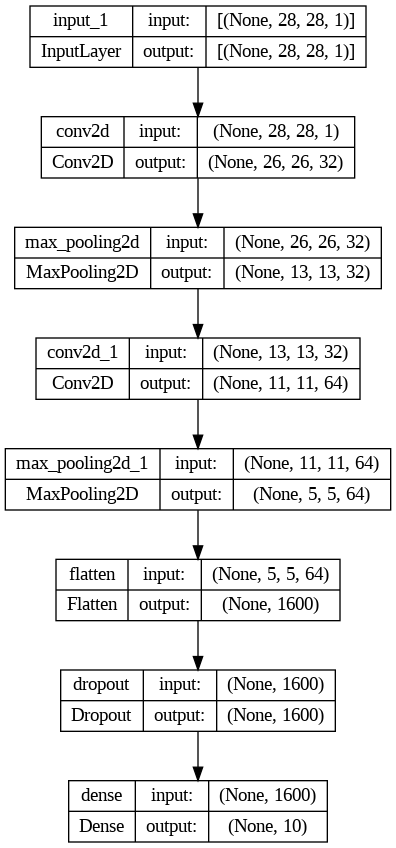 input_1 input: [(None, 28, 28, 1)]
InputLayer output: [(None, 28, 28, 1)]
conv2d input: (None, 28, 28, 1)
Conv2D output: (None, 26, 26, 32)
max_pooling2d input: (None, 26, 26, 32)
MaxPooling2D output: (None, 13, 13, 32)
conv2d_1 input: (None, 13, 13, 32)
Conv2D output: (None, 11, 11, 64)
max_pooling2d_1 input: (None, 11, 11, 64)
MaxPooling2D output: (None, 5, 5, 64)
flatten input: (None, 5, 5, 64)
Flatten output: (None, 1600)
dropout input: (None, 1600)
Dropout output: (None, 1600)
dense input: (None, 1600)
Dense output: (None, 10)